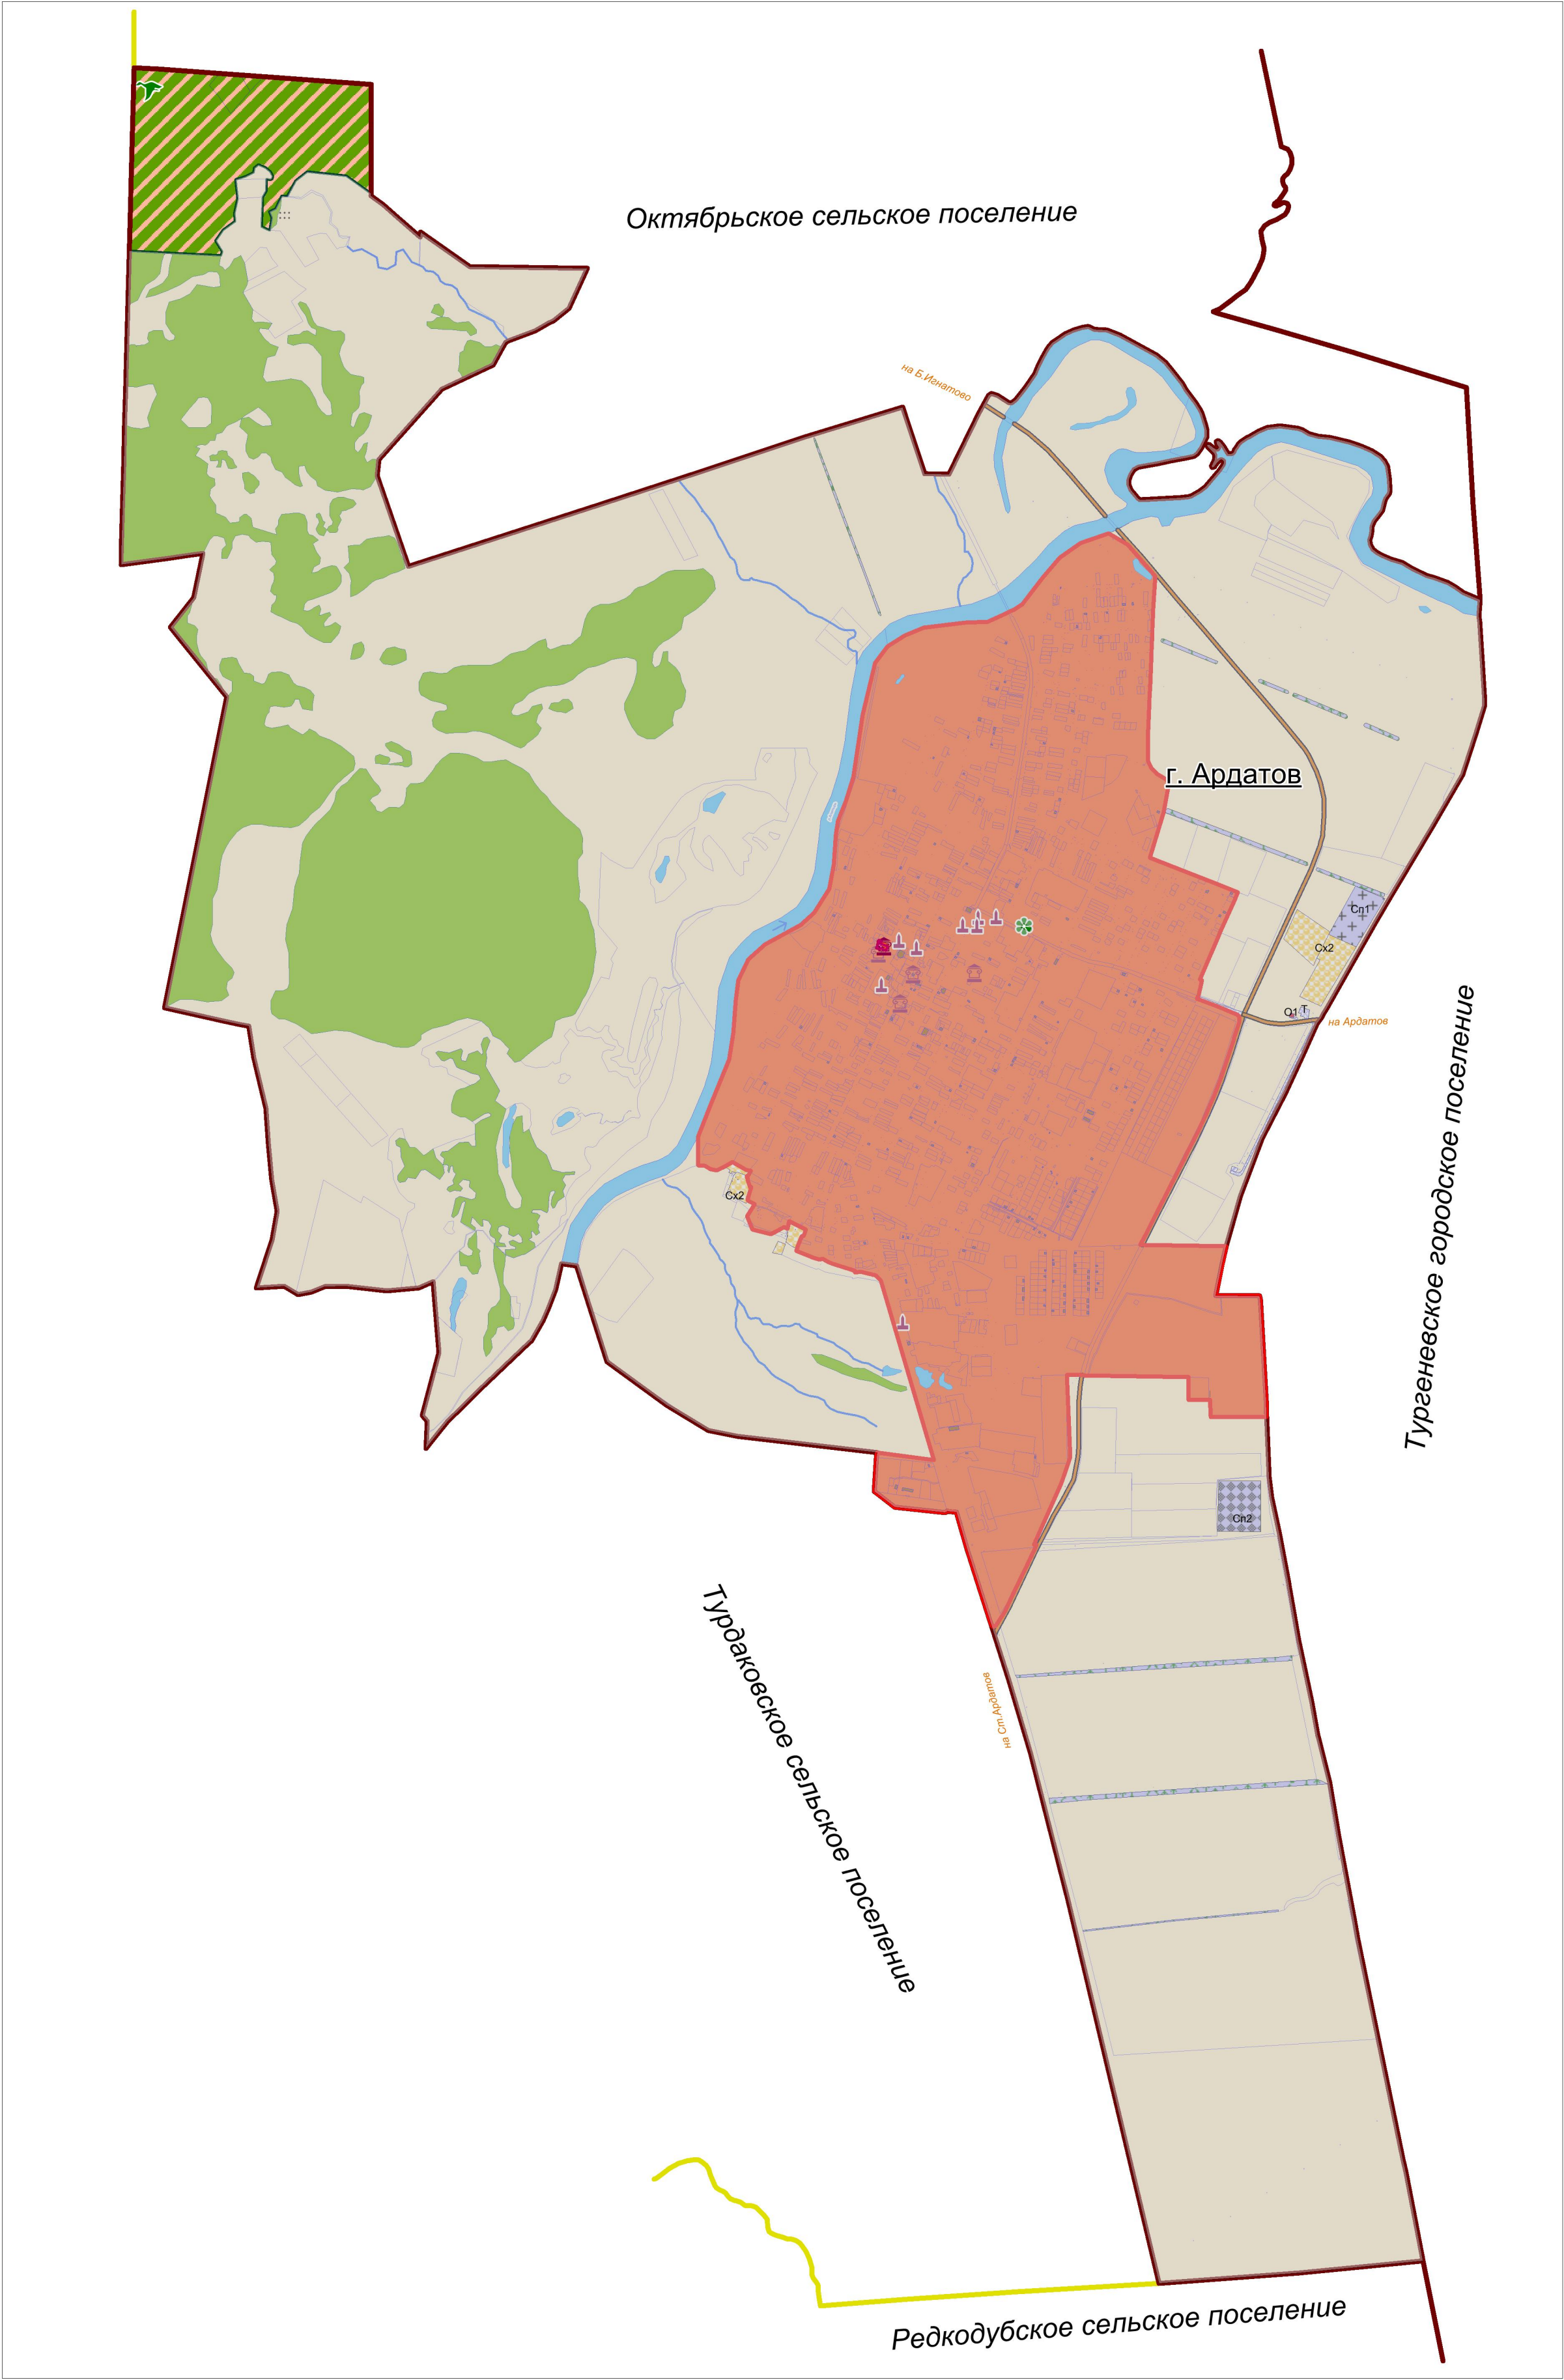 Октябрьское сельское поселение
на Б.Игнатово
г. Ардатов
Сп1
Сх2
О1
Т
на Ардатов
Тургеневское городское поселение
Сх2
Сп2
Турдаковское сельское поселение
на Ст.Ардатов
Редкодубское сельское поселение